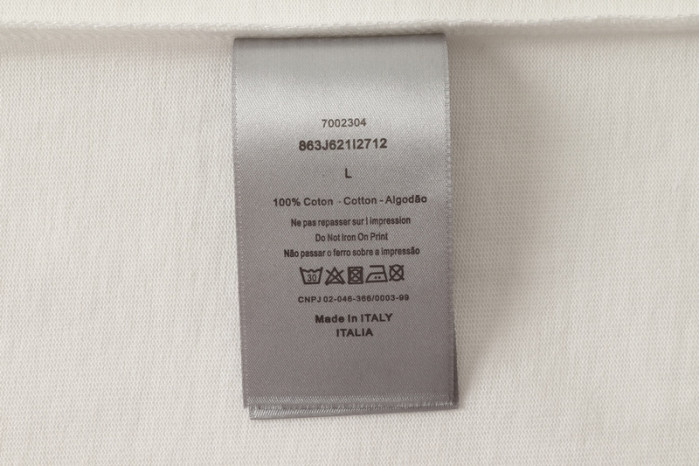 7002304
863J621I2712
L
100% Coton - Cotton - Algodão
Ne pas repasser sur l impression
Do Not Iron On Print
Não passar o ferro sobre a impressão
30
CNPJ 02-046-366/0003-99
Made in ITALY
ITALIA